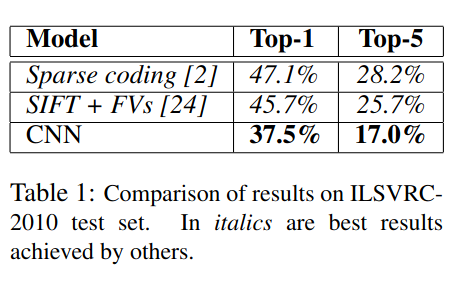 Model Top-1 Top-5
Sparse coding [2] 47.1% 28.2%
SIFT + FVs [24] 45.7% 25.7%
CNN 37.5% 17.0%
Table 1: Comparison of results on ILSVRC-
2010 test set. In italics are best results
achieved by others.